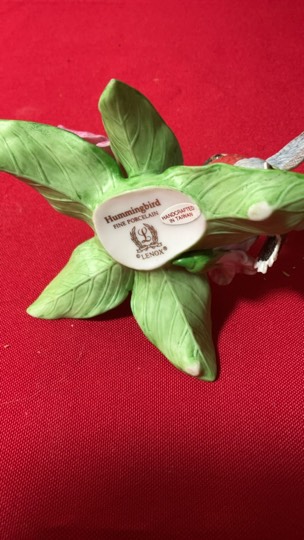 Hummingbird
FINE PORCELAIN
HANDCRAFTED
IN TAIWAN
L
©LENOX®